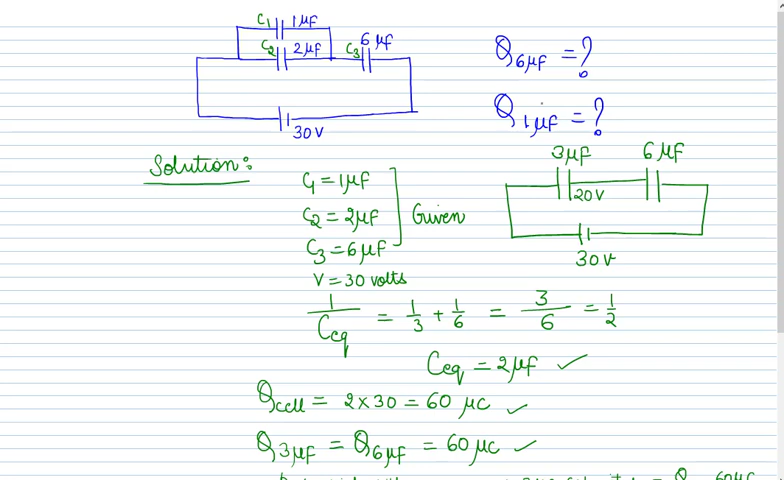 C₁ 1μF
C₂ 2μF C₃ 6μF
30V
Q6μF = ?
Q1μF = ?
Solution:
C₁ = 1μF
C₂ = 2μF
C₃ = 6μF
Given
V = 30 volts
3μF 6μF
20V
30V
1/Ceq = 1/3 + 1/6 = 3/6 = 1/2
Ceq = 2μF ✓
Qcell = 2 × 30 = 60 μC ✓
Q3μF = Q6μF = 60 μC ✓